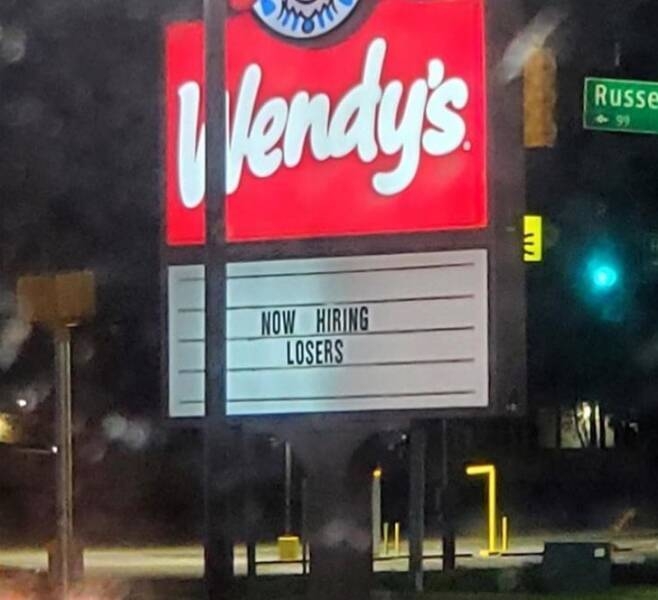 Wendy's
Russe
← 99
NOW HIRING
LOSERS